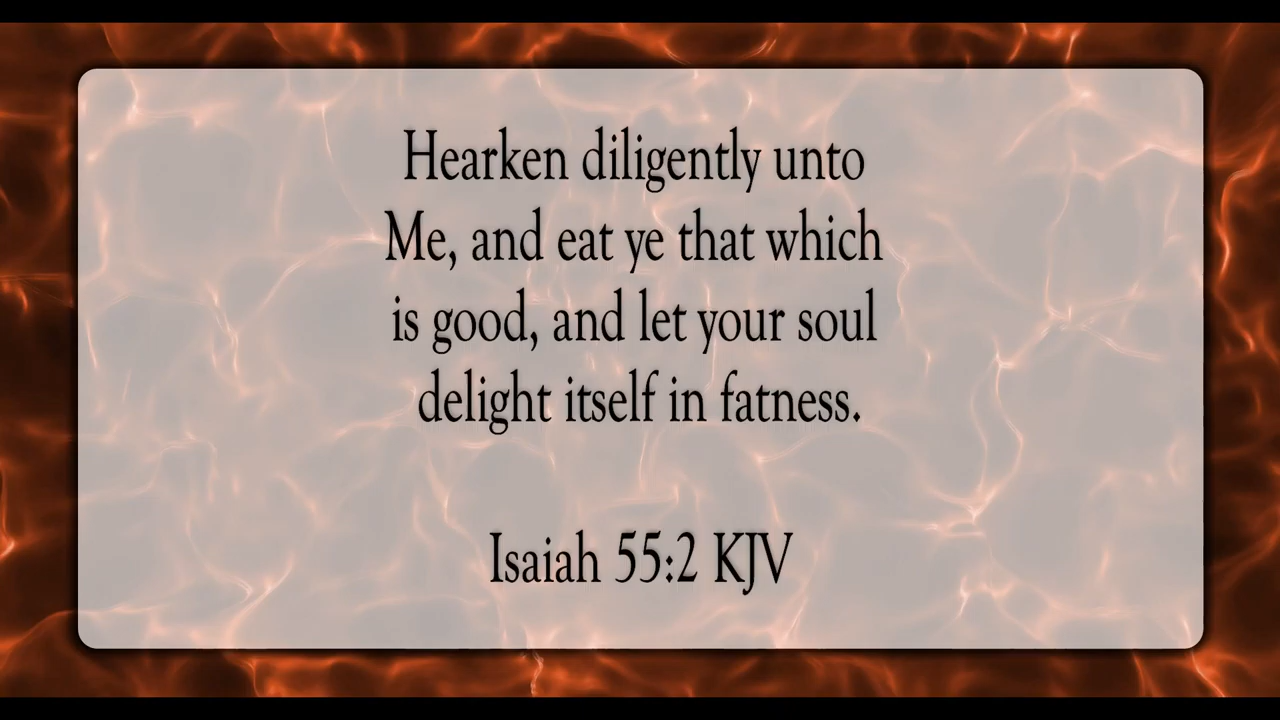 Hearken diligently unto
Me, and eat ye that which
is good, and let your soul
delight itself in fatness.
Isaiah 55:2 KJV